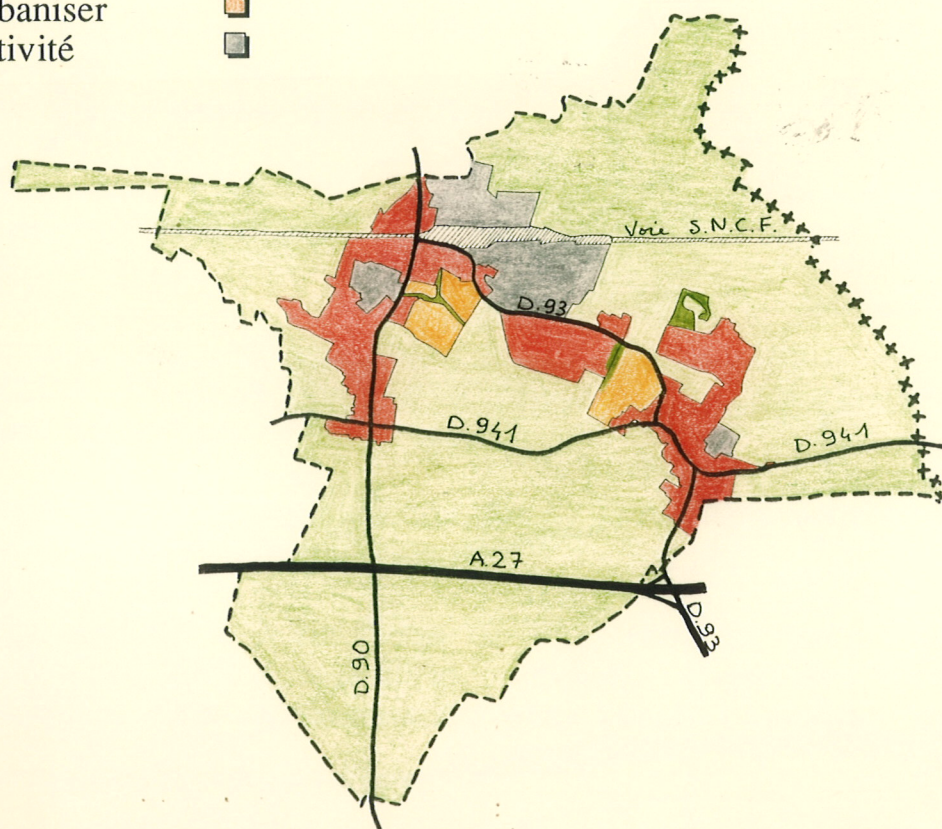 baniser
tivité
Voie S.N.C.F.
D.93
D.941
D.941
A.27
D.93
D.90